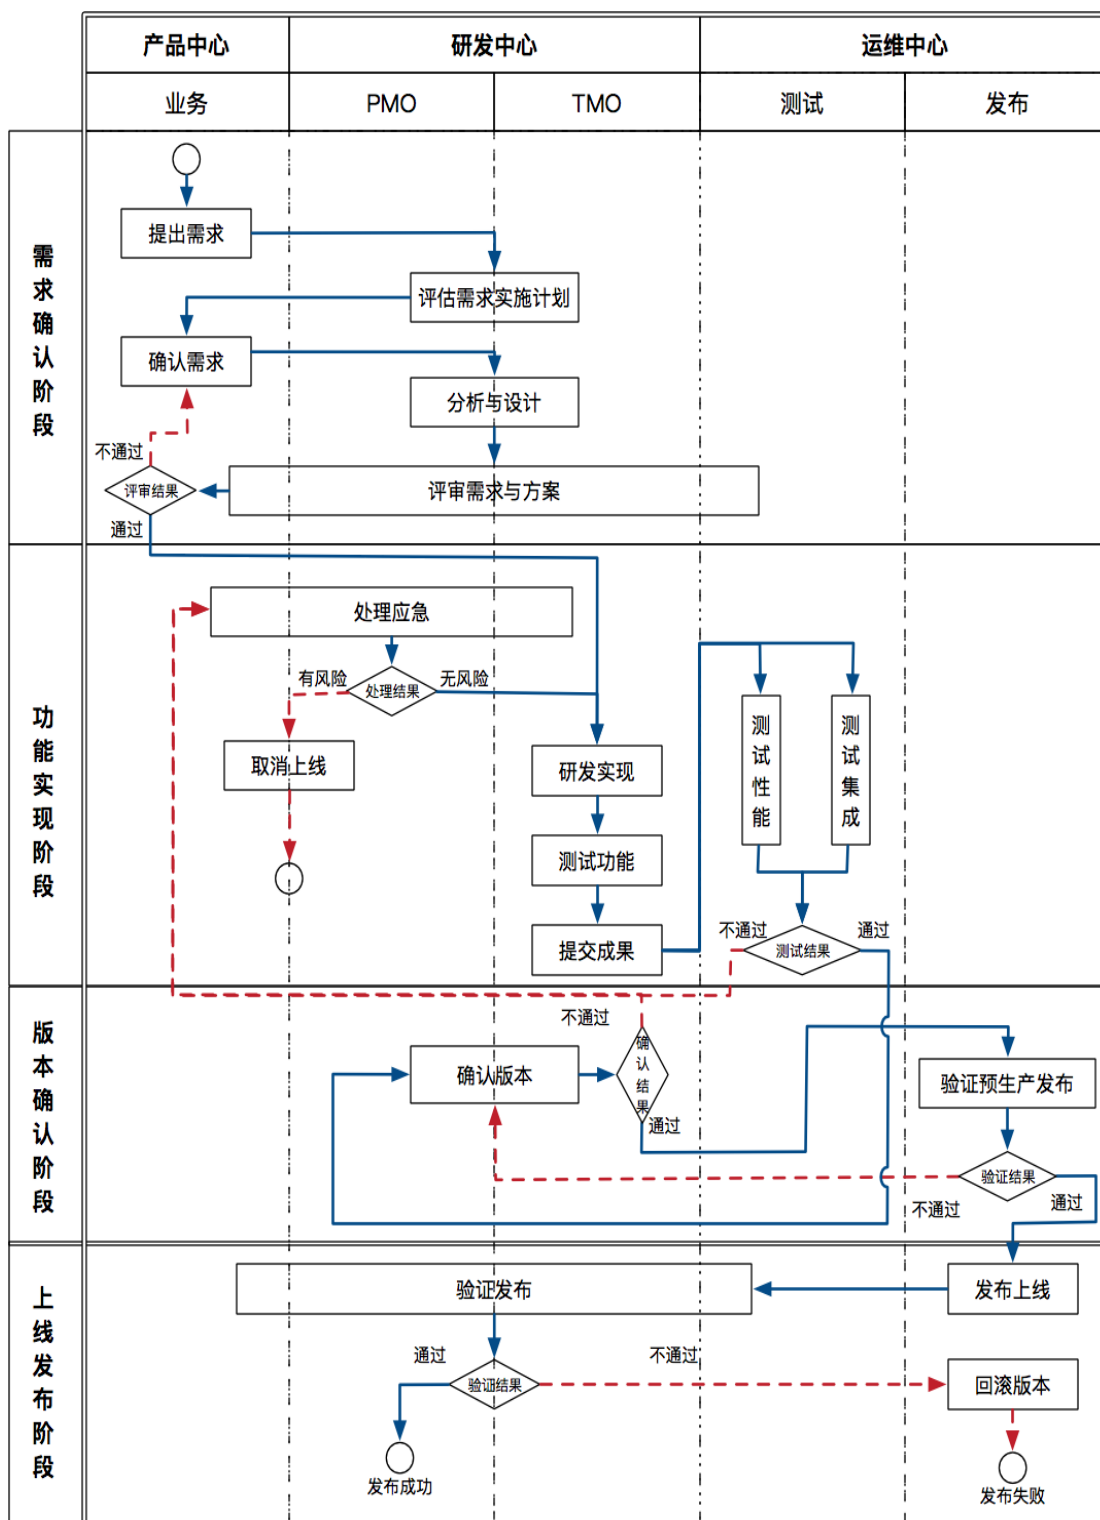 产品中心
研发中心
运维中心
业务
PMO
TMO
测试
发布
需求确认阶段
提出需求
评估需求实施计划
确认需求
分析与设计
不通过
评审结果
评审需求与方案
通过
功能实现阶段
处理应急
有风险
处理结果
无风险
取消上线
研发实现
测试功能
提交成果
测试性能
测试集成
不通过
测试结果
通过
版本确认阶段
不通过
确认版本
确认结果
通过
验证预生产发布
验证结果
不通过
通过
上线发布阶段
验证发布
发布上线
通过
验证结果
不通过
回滚版本
发布成功
发布失败